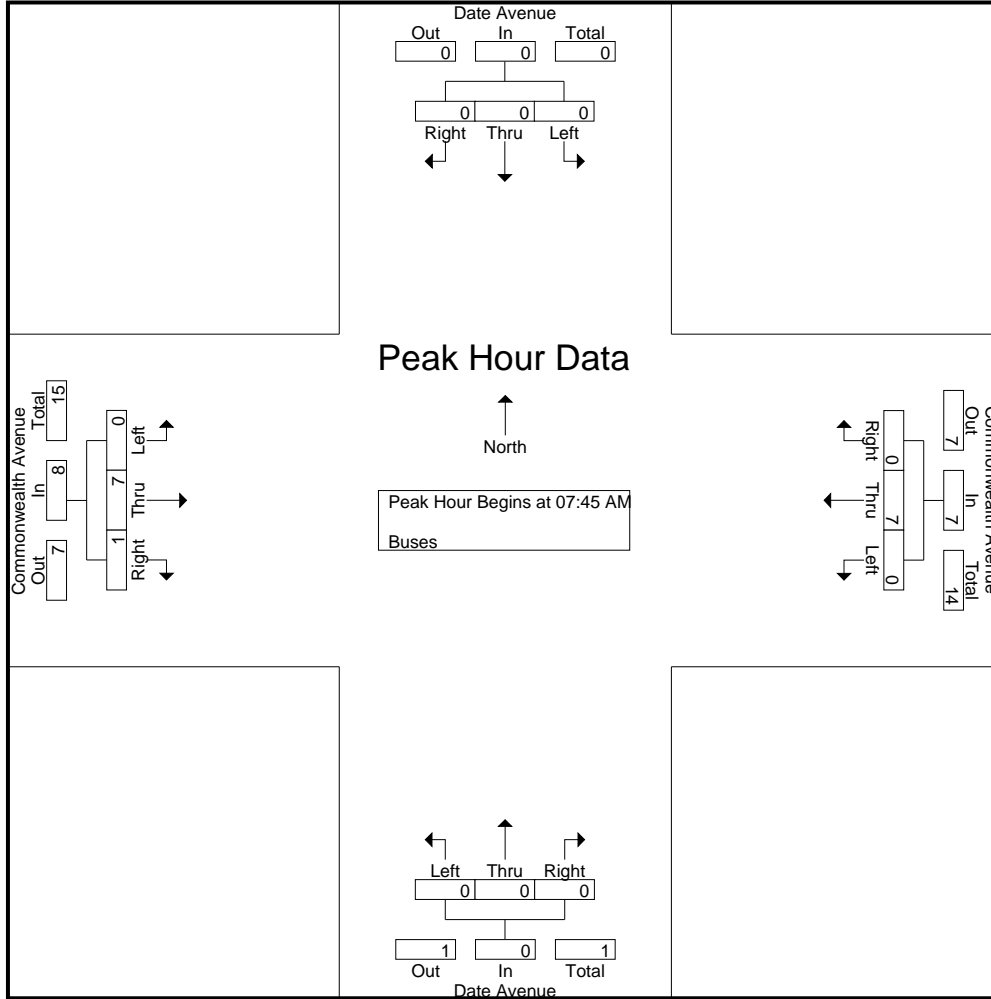 Date Avenue
Out In Total
0 0 0
0 0 0
Right Thru Left
Peak Hour Data
North
Peak Hour Begins at 07:45 AM
Buses
Commonwealth Avenue
Total In Out
15 8 7
0 7 1
Left Thru Right
Commonwealth Avenue
Out In Total
7 7 14
0 7 0
Right Thru Left
Left Thru Right
0 0 0
1 0 1
Out In Total
Date Avenue